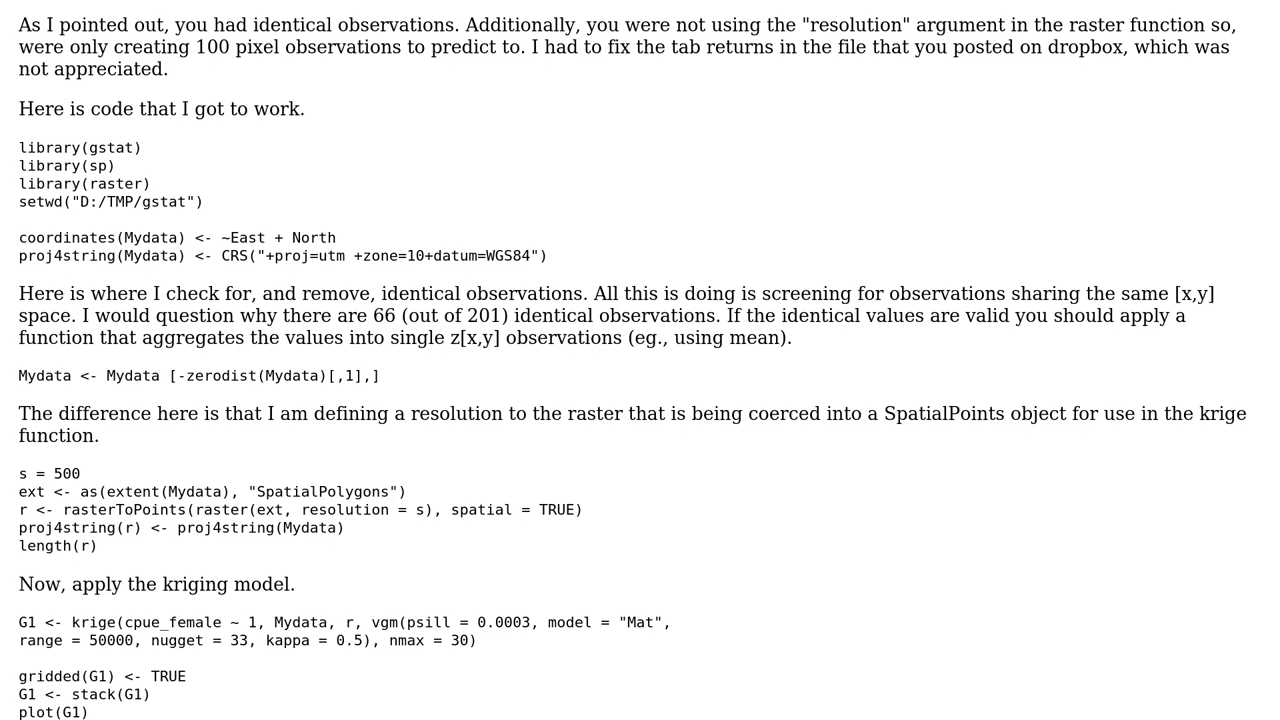 As I pointed out, you had identical observations. Additionally, you were not using the "resolution" argument in the raster function so,
were only creating 100 pixel observations to predict to. I had to fix the tab returns in the file that you posted on dropbox, which was
not appreciated.
Here is code that I got to work.
library(gstat)
library(sp)
library(raster)
setwd("D:/TMP/gstat")
coordinates(Mydata) <- ~East + North
proj4string(Mydata) <- CRS("+proj=utm +zone=10+datum=WGS84")
Here is where I check for, and remove, identical observations. All this is doing is screening for observations sharing the same [x,y]
space. I would question why there are 66 (out of 201) identical observations. If the identical values are valid you should apply a
function that aggregates the values into single z[x,y] observations (eg., using mean).
Mydata <- Mydata [-zerodist(Mydata)[,1],]
The difference here is that I am defining a resolution to the raster that is being coerced into a SpatialPoints object for use in the krige
function.
s = 500
ext <- as(extent(Mydata), "SpatialPolygons")
r <- rasterToPoints(raster(ext, resolution = s), spatial = TRUE)
proj4string(r) <- proj4string(Mydata)
length(r)
Now, apply the kriging model.
G1 <- krige(cpue_female ~ 1, Mydata, r, vgm(psill = 0.0003, model = "Mat",
range = 50000, nugget = 33, kappa = 0.5), nmax = 30)
gridded(G1) <- TRUE
G1 <- stack(G1)
plot(G1)